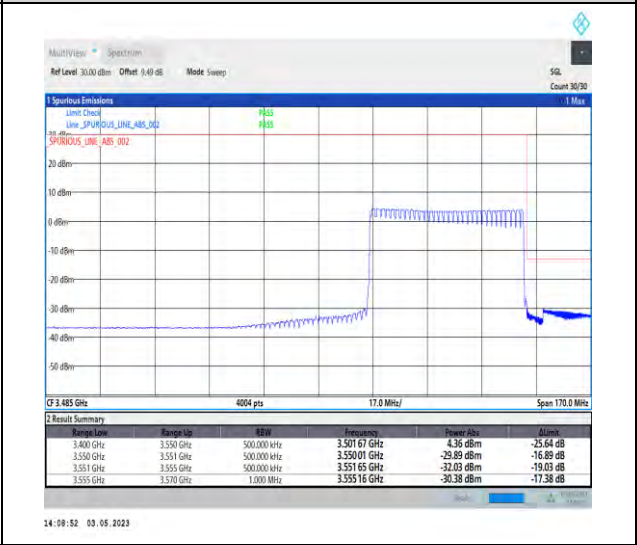 MultiView Spectrum
Ref Level 30.00 dBm Offset 9.49 dB Mode Sweep SGL
Count 30/30
1 Spurious Emissions 1 Max
Limit Check PASS
Line _SPURIOUS_LINE_ABS_002 PASS
_SPURIOUS_LINE_ABS_002
20 dBm
10 dBm
0 dBm
-10 dBm
-20 dBm
-30 dBm
-40 dBm
-50 dBm
CF 3.485 GHz 4004 pts 17.0 MHz/ Span 170.0 MHz
2 Result Summary
Range Low Range Up RBW Frequency Power Abs ΔLimit
3.400 GHz 3.550 GHz 500.000 kHz 3.501 67 GHz 4.36 dBm -25.64 dB
3.550 GHz 3.551 GHz 500.000 kHz 3.550 01 GHz -29.89 dBm -16.89 dB
3.551 GHz 3.555 GHz 500.000 kHz 3.551 65 GHz -32.03 dBm -19.03 dB
3.555 GHz 3.570 GHz 1.000 MHz 3.555 16 GHz -30.38 dBm -17.38 dB
14:08:52 03.05.2023